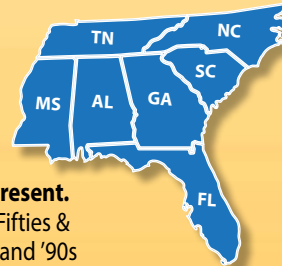 TN
NC
SC
MS
AL
GA
FL
resent.
Fifties &
and '90s